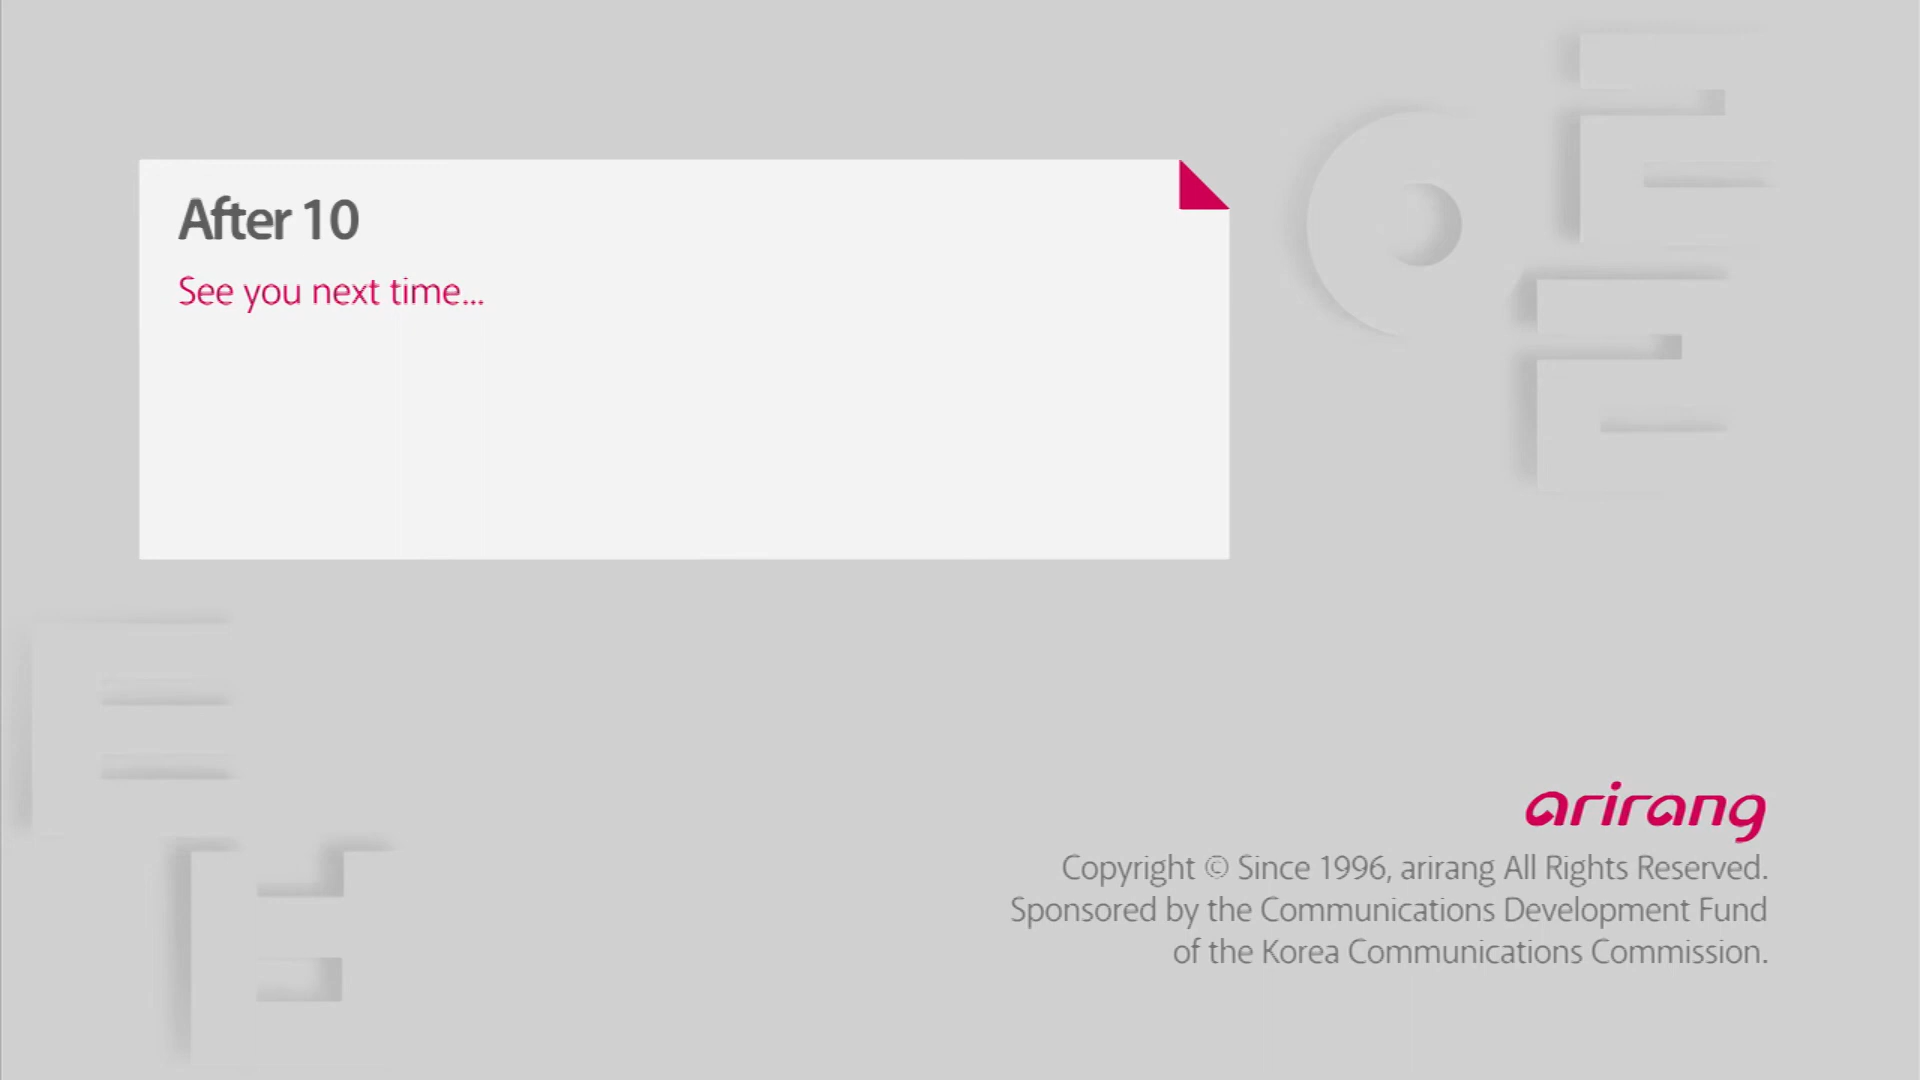 After 10
See you next time...
arirang
Copyright © Since 1996, arirang All Rights Reserved.
Sponsored by the Communications Development Fund
of the Korea Communications Commission.